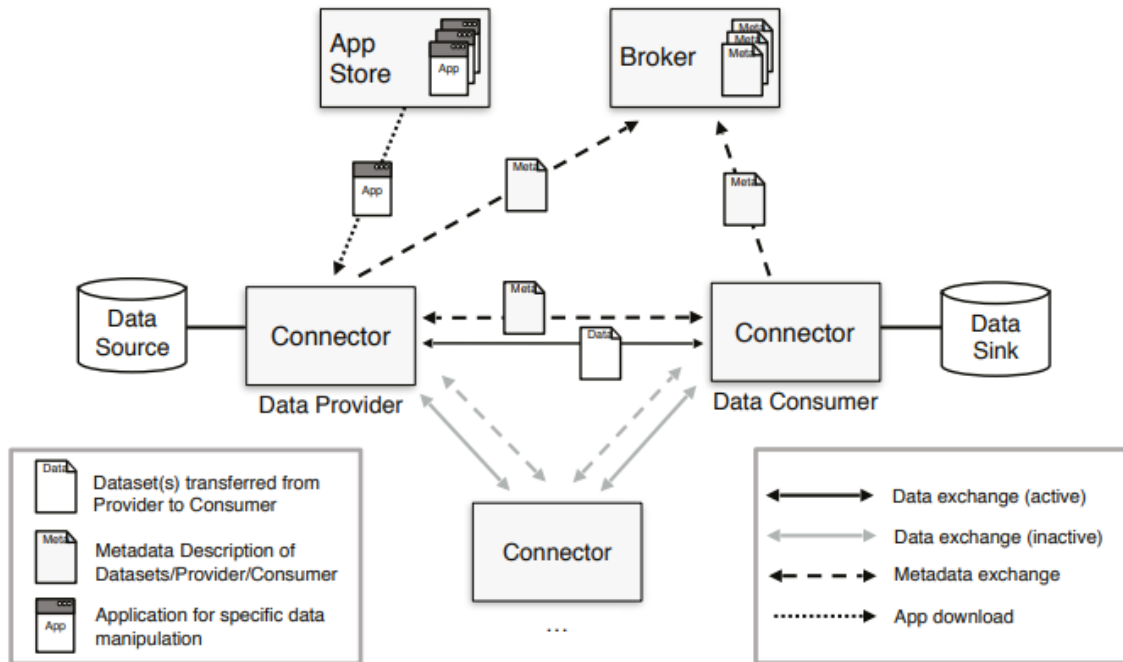 App
Store
App
Broker
Meta
Meta
Meta
App
Meta
Meta
Data
Source
Connector
Meta
Data
Connector
Data
Sink
Data Provider
Data Consumer
Data
Dataset(s) transferred from
Provider to Consumer
Meta
Metadata Description of
Datasets/Provider/Consumer
App
Application for specific data
manipulation
Connector
...
Data exchange (active)
Data exchange (inactive)
Metadata exchange
App download